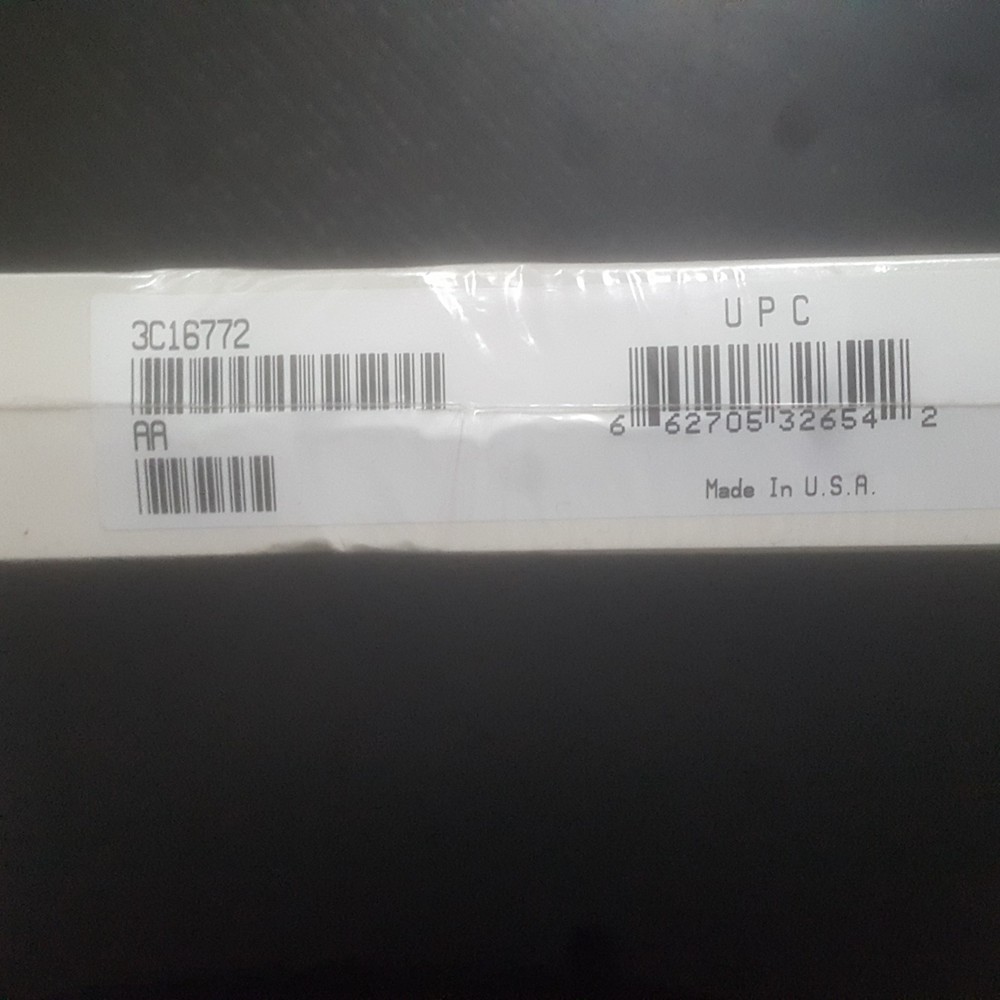 3C16772
AA
UPC
6 62705 32654 2
Made In U.S.A.